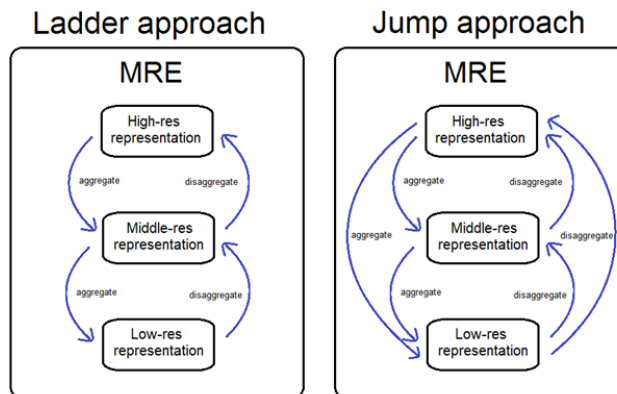 Ladder approach
MRE
High-res
representation
aggregate
disaggregate
Middle-res
representation
aggregate
disaggregate
Low-res
representation
Jump approach
MRE
High-res
representation
aggregate
disaggregate
aggregate
Middle-res
representation
disaggregate
aggregate
disaggregate
Low-res
representation